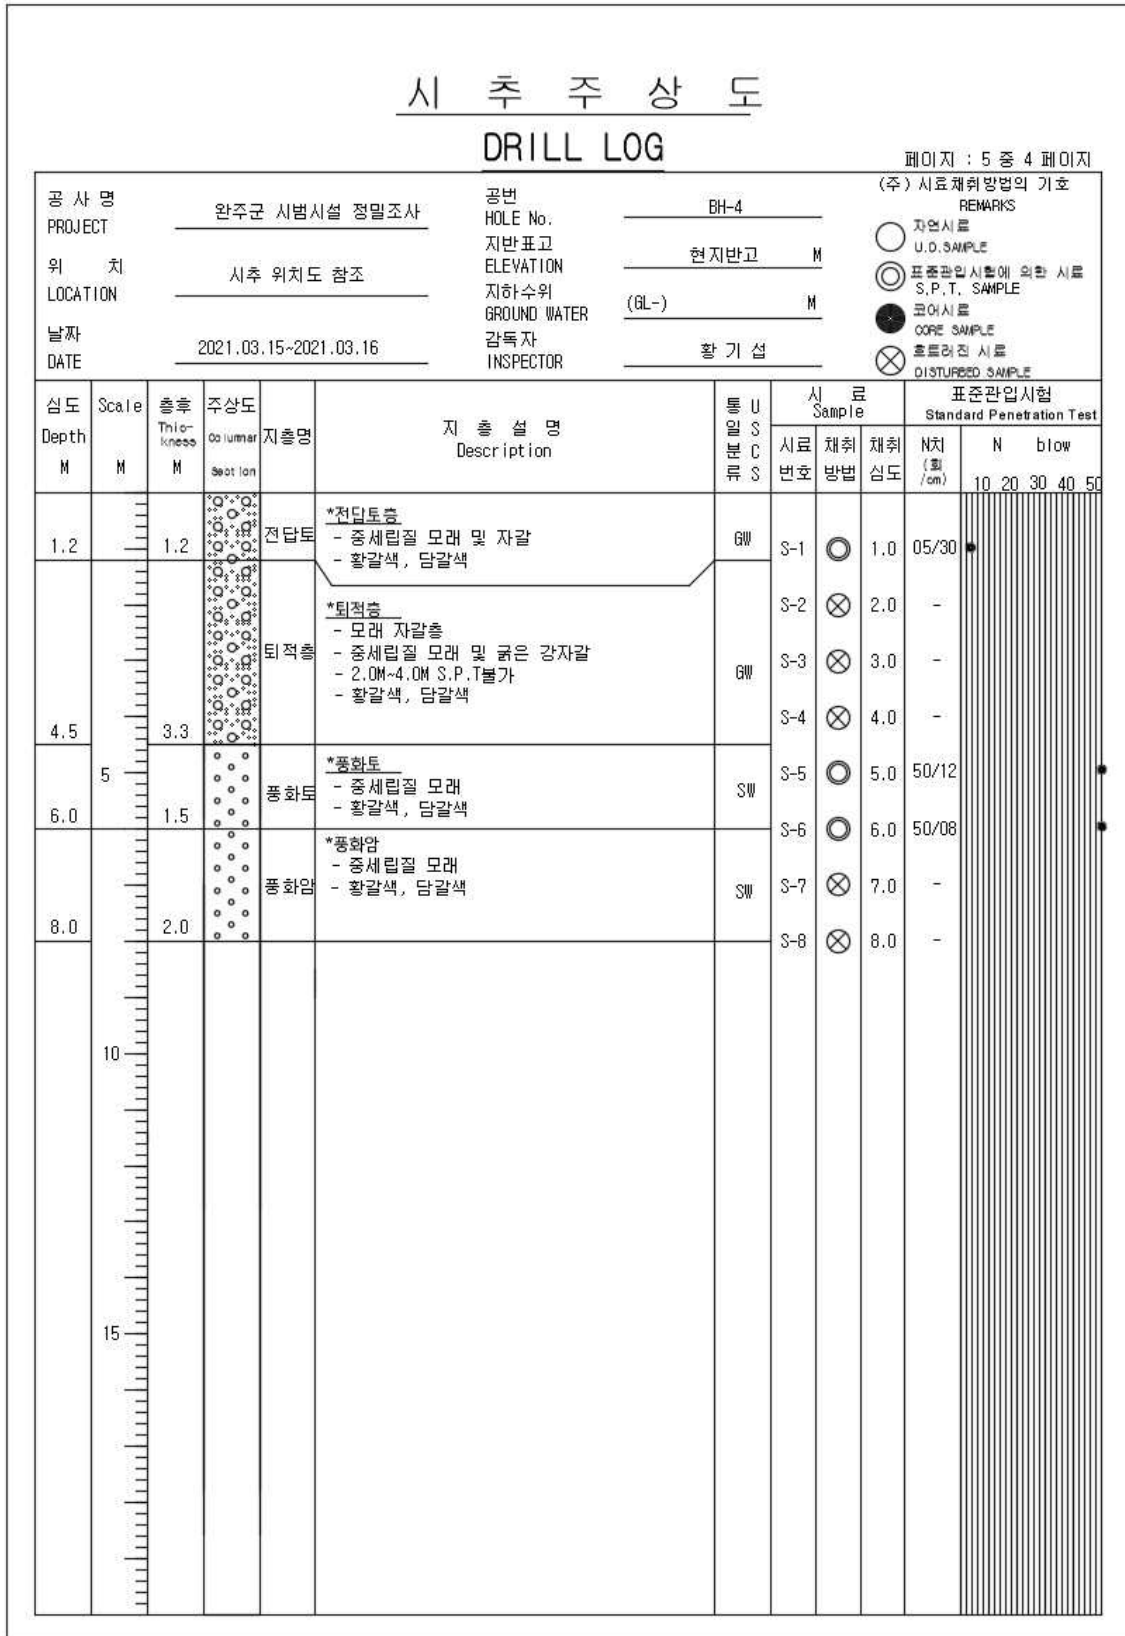 시 추 주 상 도
DRILL LOG
페이지 : 5 중 4 페이지
공 사 명
PROJECT
완주군 시범시설 정밀조사
위 치
LOCATION
시추 위치도 참조
날짜
DATE
2021.03.15~2021.03.16
공번
HOLE No.
BH-4
지반표고
ELEVATION
현지반고 M
지하수위
GROUND WATER
(GL-) M
감독자
INSPECTOR
황 기 섭
(주) 시료채취방법의 기호
REMARKS
자연시료
U.D.SAMPLE
표준관입시험에 의한 시료
S.P.T. SAMPLE
코어시료
CORE SAMPLE
흐트러진 시료
DISTURBED SAMPLE
심도
Depth
M
Scale
M
층후
Thic-
kness
M
주상도
Columnar
Section
지층명
지 층 설 명
Description
통 U
일 S
분 C
류 S
시 료
Sample
시료
번호
채취
방법
채취
심도
표준관입시험
Standard Penetration Test
N치
(회
/cm)
N blow
10 20 30 40 50
1.2 1.2 전답토
*전답토층
- 중세립질 모래 및 자갈
- 황갈색, 담갈색
GW
S-1 1.0 05/30
4.5 3.3 퇴적층
*퇴적층
- 모래 자갈층
- 중세립질 모래 및 굵은 강자갈
- 2.0M~4.0M S.P.T불가
- 황갈색, 담갈색
GW
S-2 2.0 -
S-3 3.0 -
S-4 4.0 -
5
6.0 1.5 풍화토
*풍화토
- 중세립질 모래
- 황갈색, 담갈색
SW
S-5 5.0 50/12
S-6 6.0 50/08
8.0 2.0 풍화암
*풍화암
- 중세립질 모래
- 황갈색, 담갈색
SW
S-7 7.0 -
S-8 8.0 -
10
15